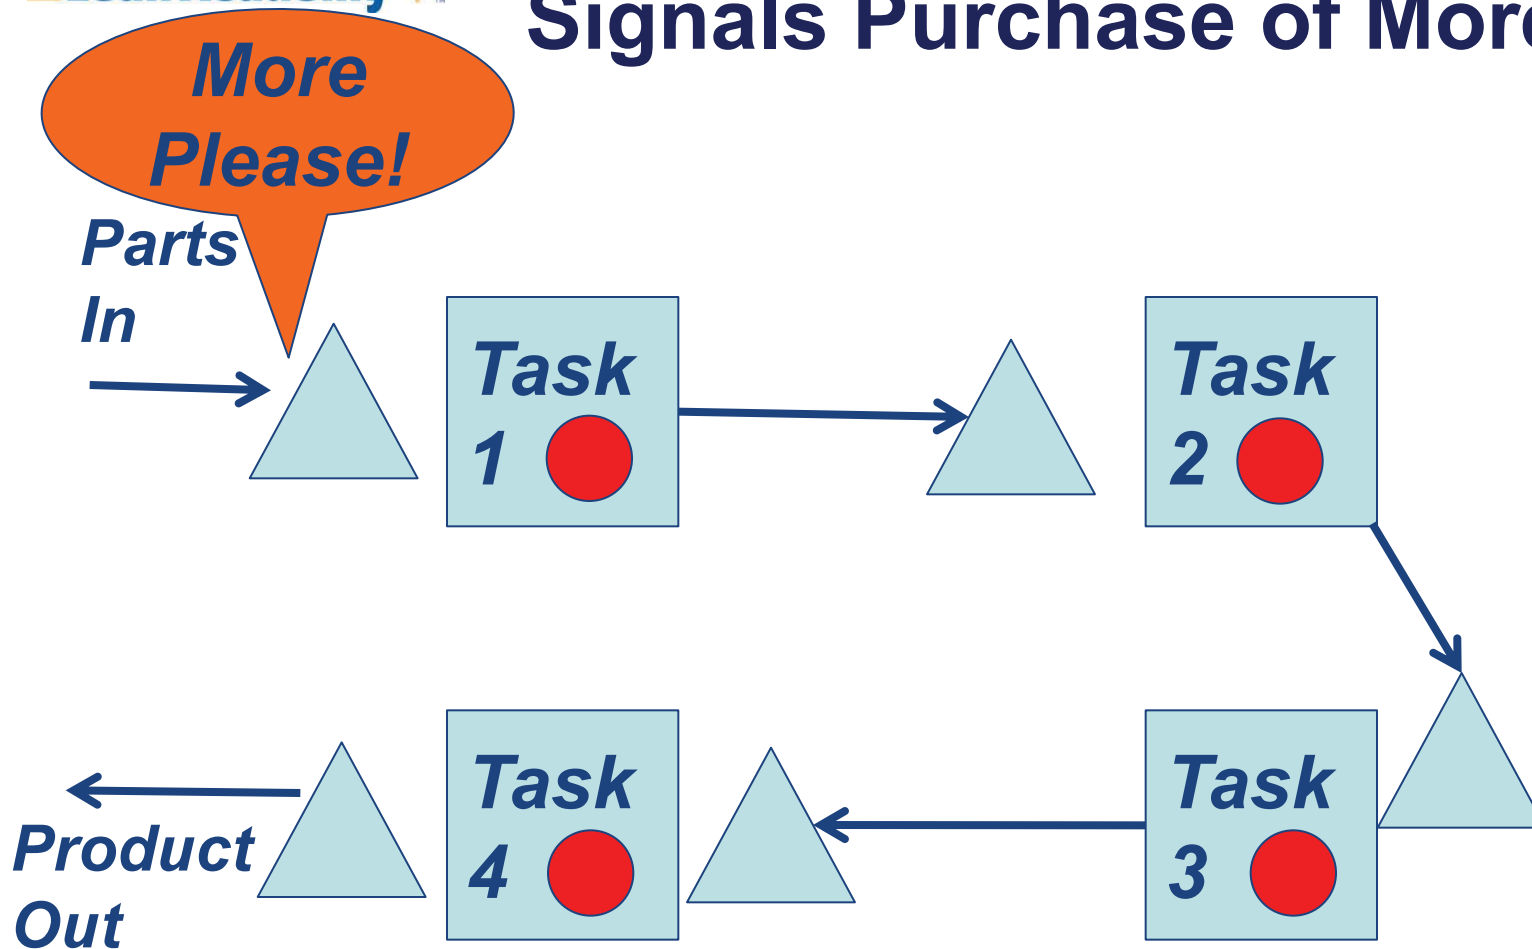 Signals Purchase of More
More
Please!
Parts
In
Task
1
Task
2
Task
4
Task
3
Product
Out